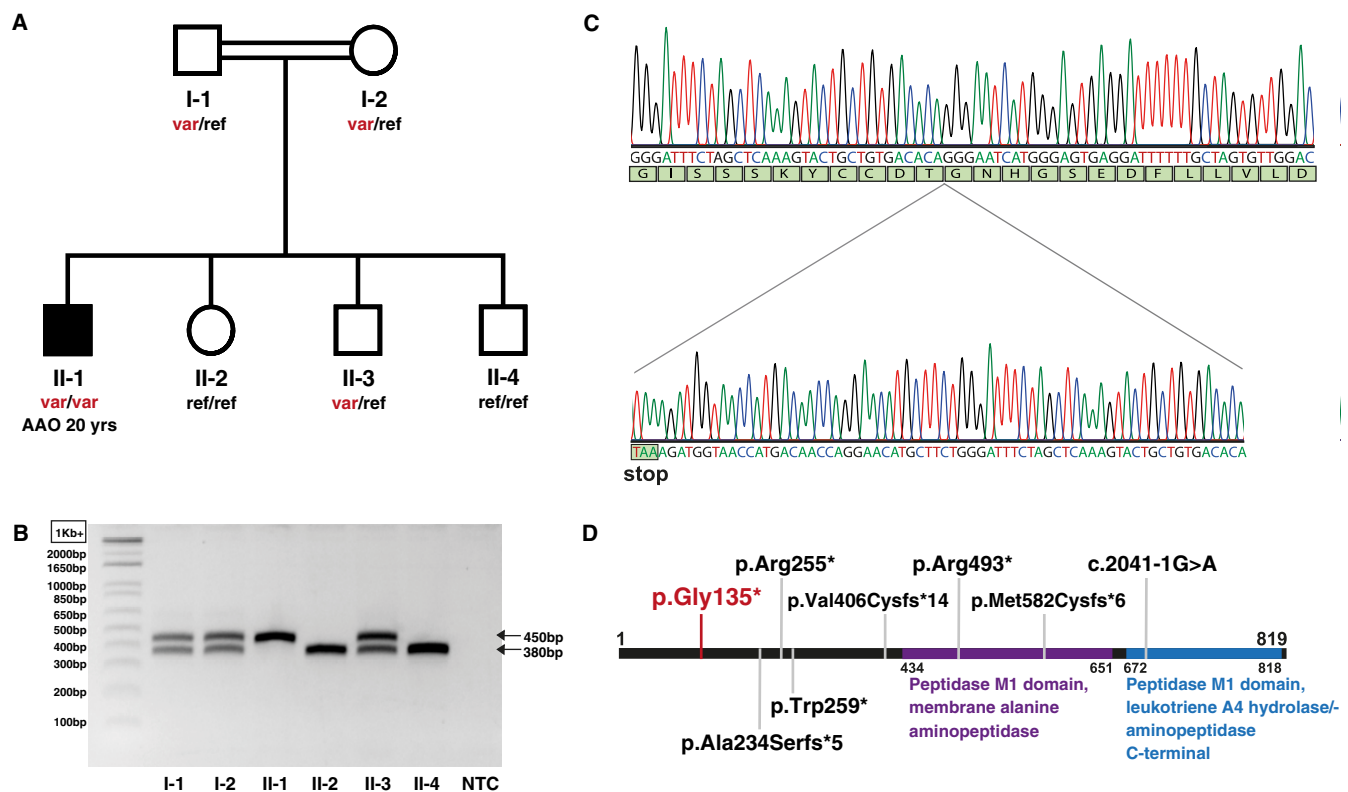 A
I-1
var/ref
I-2
var/ref
II-1
var/var
AAO 20 yrs
II-2
ref/ref
II-3
var/ref
II-4
ref/ref
B
1Kb+
2000bp
1650bp
1000bp
850bp
650bp
500bp
400bp
300bp
200bp
100bp
450bp
380bp
I-1 I-2 II-1 II-2 II-3 II-4 NTC
C
GGGATTTCTAGCTCAAAGTACTGCTGTGACACAGGGAATCATGGGAGTGAGGATTTTTTGCTAGTGTTGGAC
G I S S S K Y C C D T G N H G S E D F L L V L D
TAAAGATGGTAACCATGACAACCAGGAACATGCTTCTGGGATTTCTAGCTCAAAGTACTGCTGTGACACA
stop
D
p.Arg255*
p.Arg493*
c.2041-1G>A
p.Gly135*
p.Val406Cysfs*14
p.Met582Cysfs*6
1
819
434
651
672
818
p.Trp259*
p.Ala234Serfs*5
Peptidase M1 domain,
membrane alanine
aminopeptidase
Peptidase M1 domain,
leukotriene A4 hydrolase/-
aminopeptidase
C-terminal